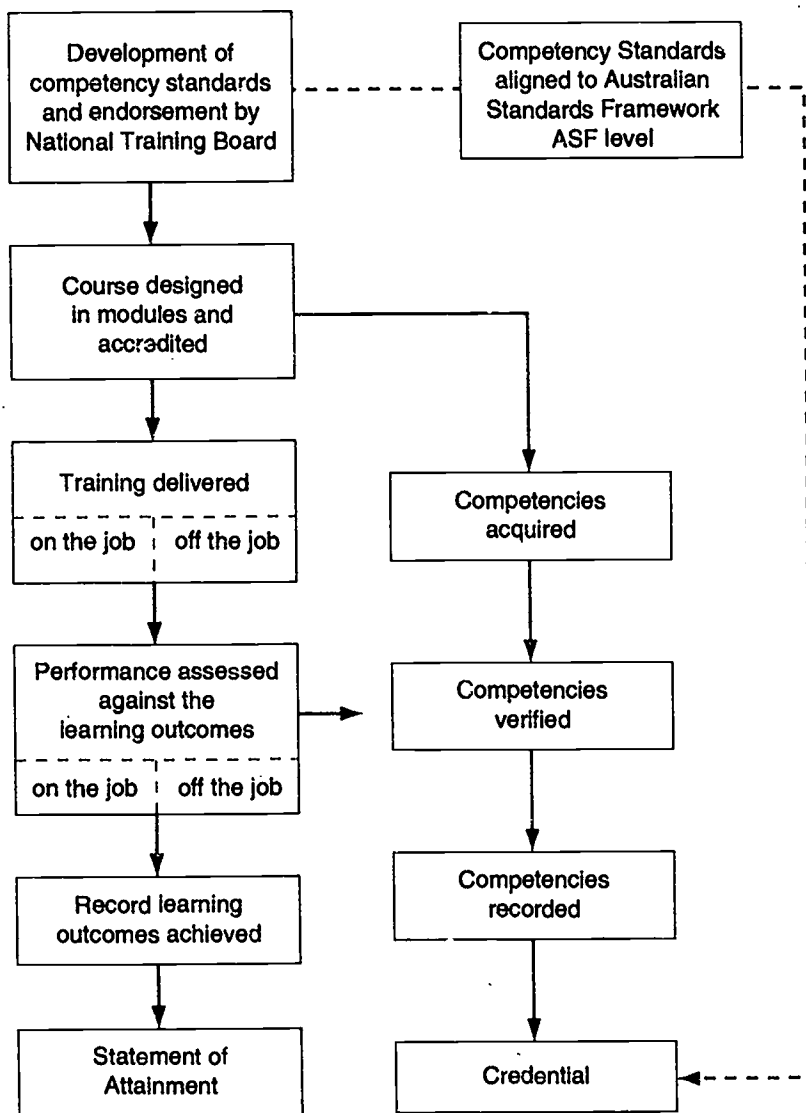 Development of
competency standards
and endorsement by
National Training Board
Competency Standards
aligned to Australian
Standards Framework
ASF level
Course designed
in modules and
accredited
Training delivered
on the job
off the job
Competencies
acquired
Performance assessed
against the
learning outcomes
on the job
off the job
Competencies
verified
Record learning
outcomes achieved
Competencies
recorded
Statement of
Attainment
Credential